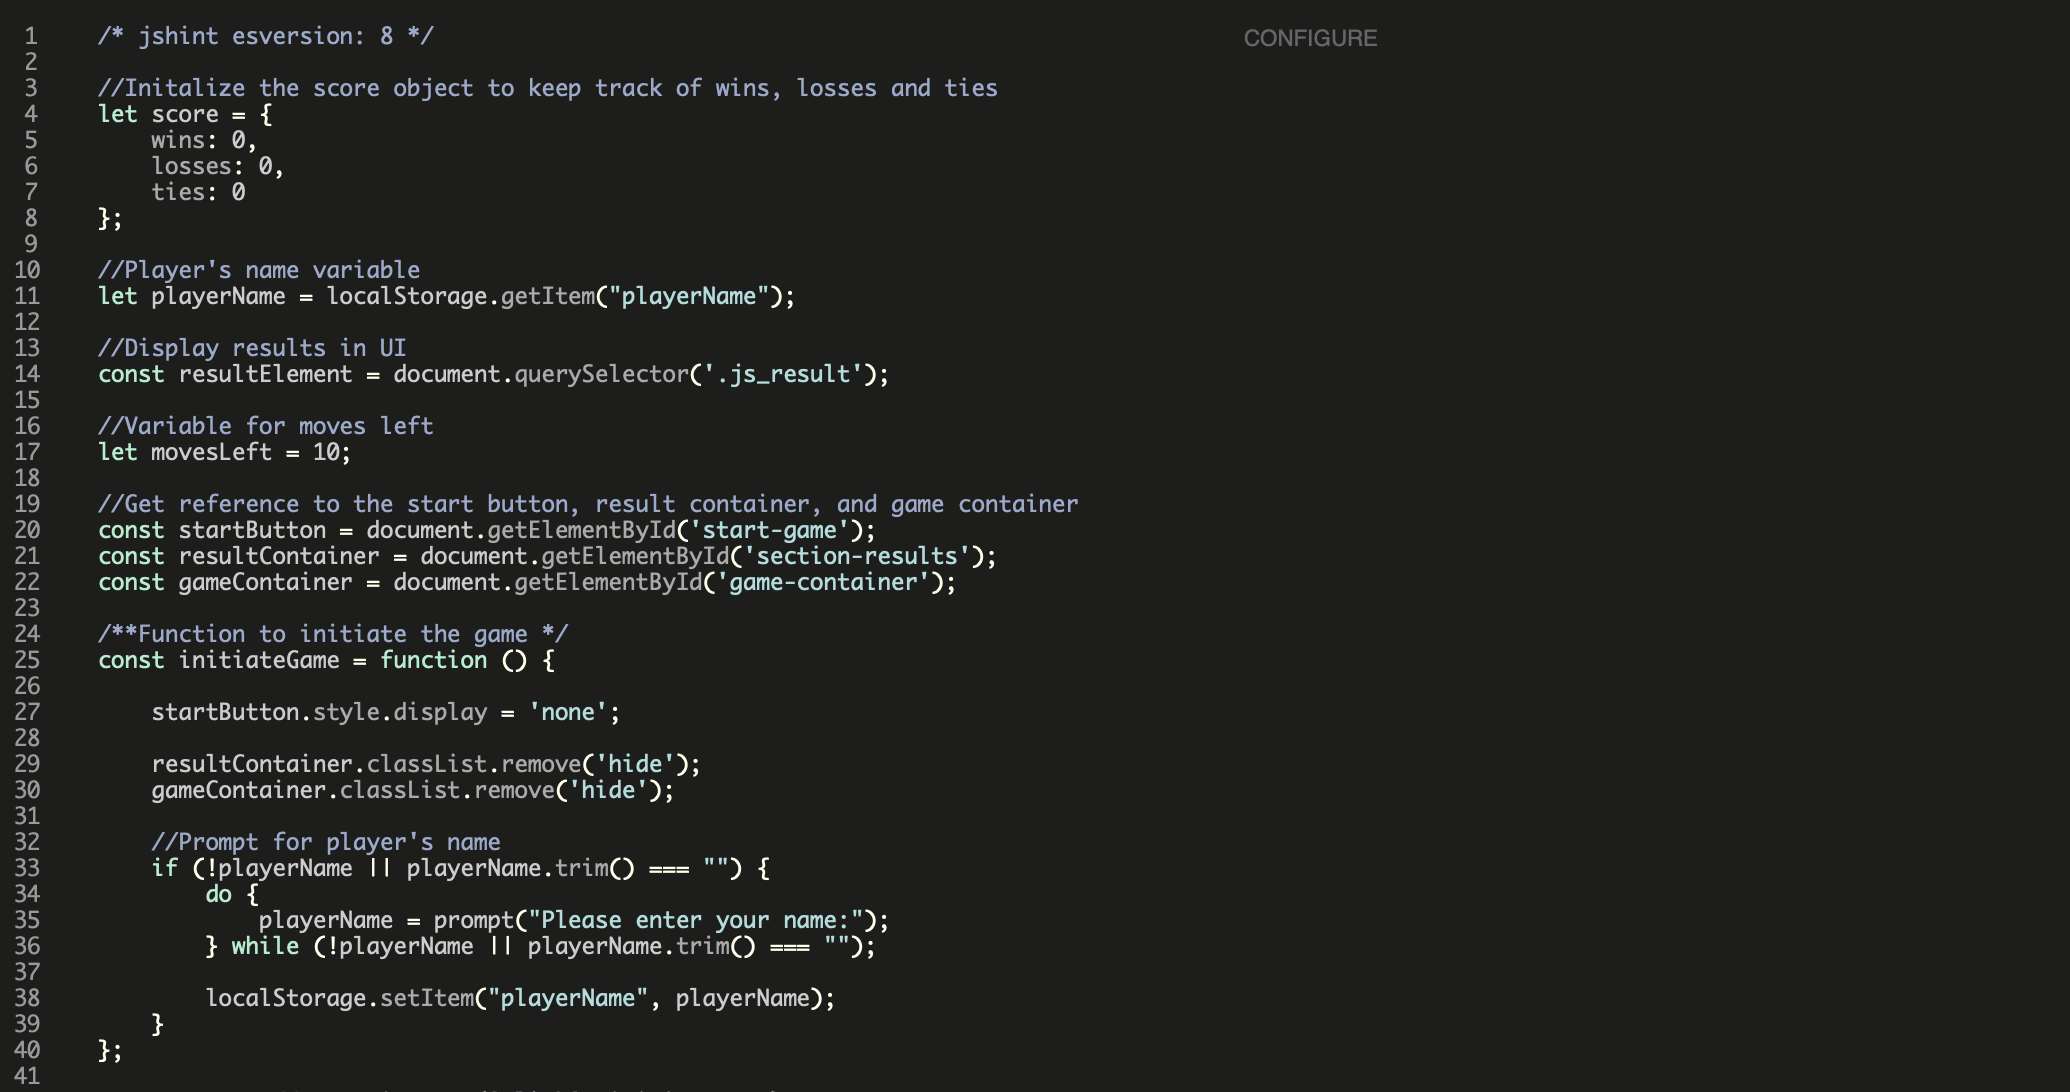 1 /* jshint esversion: 8 */
CONFIGURE
2
3 //Initalize the score object to keep track of wins, losses and ties
4 let score = {
5 wins: 0,
6 losses: 0,
7 ties: 0
8 };
9
10 //Player's name variable
11 let playerName = localStorage.getItem("playerName");
12
13 //Display results in UI
14 const resultElement = document.querySelector('.js_result');
15
16 //Variable for moves left
17 let movesLeft = 10;
18
19 //Get reference to the start button, result container, and game container
20 const startButton = document.getElementById('start-game');
21 const resultContainer = document.getElementById('section-results');
22 const gameContainer = document.getElementById('game-container');
23
24 /**Function to initiate the game */
25 const initiateGame = function () {
26
27 startButton.style.display = 'none';
28
29 resultContainer.classList.remove('hide');
30 gameContainer.classList.remove('hide');
31
32 //Prompt for player's name
33 if (!playerName || playerName.trim() === "") {
34 do {
35 playerName = prompt("Please enter your name:");
36 } while (!playerName || playerName.trim() === "");
37
38 localStorage.setItem("playerName", playerName);
39 }
40 };
41